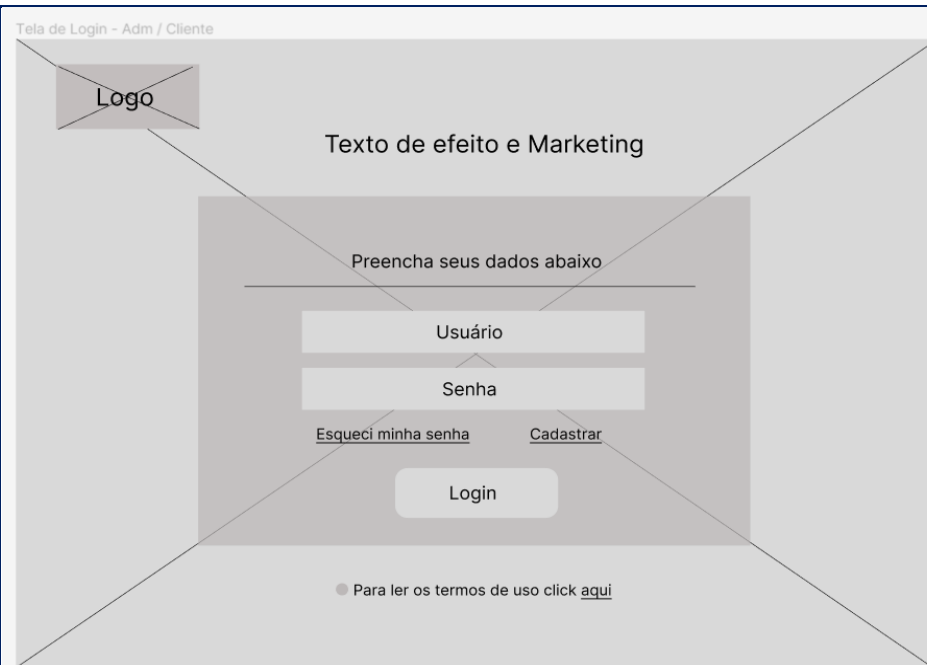 Tela de Login - Adm / Cliente
Logo
Texto de efeito e Marketing
Preencha seus dados abaixo
Usuário
Senha
Esqueci minha senha Cadastrar
Login
Para ler os termos de uso click aqui